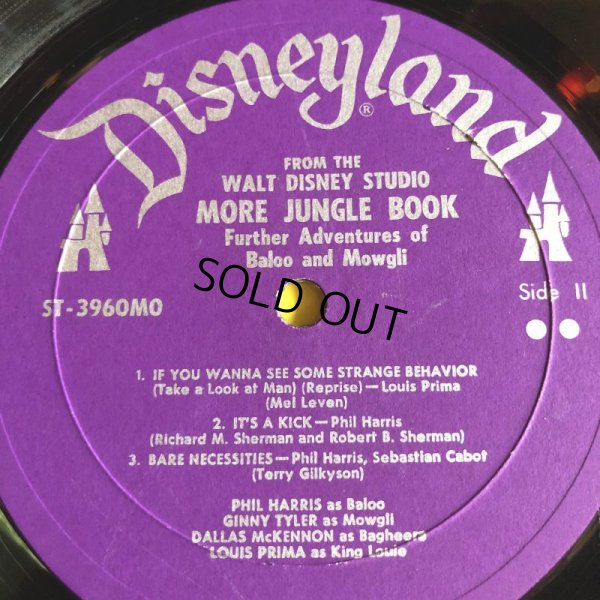 Disneyland®
FROM THE
WALT DISNEY STUDIO
MORE JUNGLE BOOK
Further Adventures of
Baloo and Mowgli
ST-3960MO
Side II
SOLD OUT
1. IF YOU WANNA SEE SOME STRANGE BEHAVIOR
(Take a Look at Man) (Reprise)—Louis Prima
(Mel Leven)
2. IT'S A KICK—Phil Harris
(Richard M. Sherman and Robert B. Sherman)
3. BARE NECESSITIES—Phil Harris, Sebastian Cabot
(Terry Gilkyson)
PHIL HARRIS as Baloo
GINNY TYLER as Mowgli
DALLAS McKENNON as Bagheera
LOUIS PRIMA as King Louie